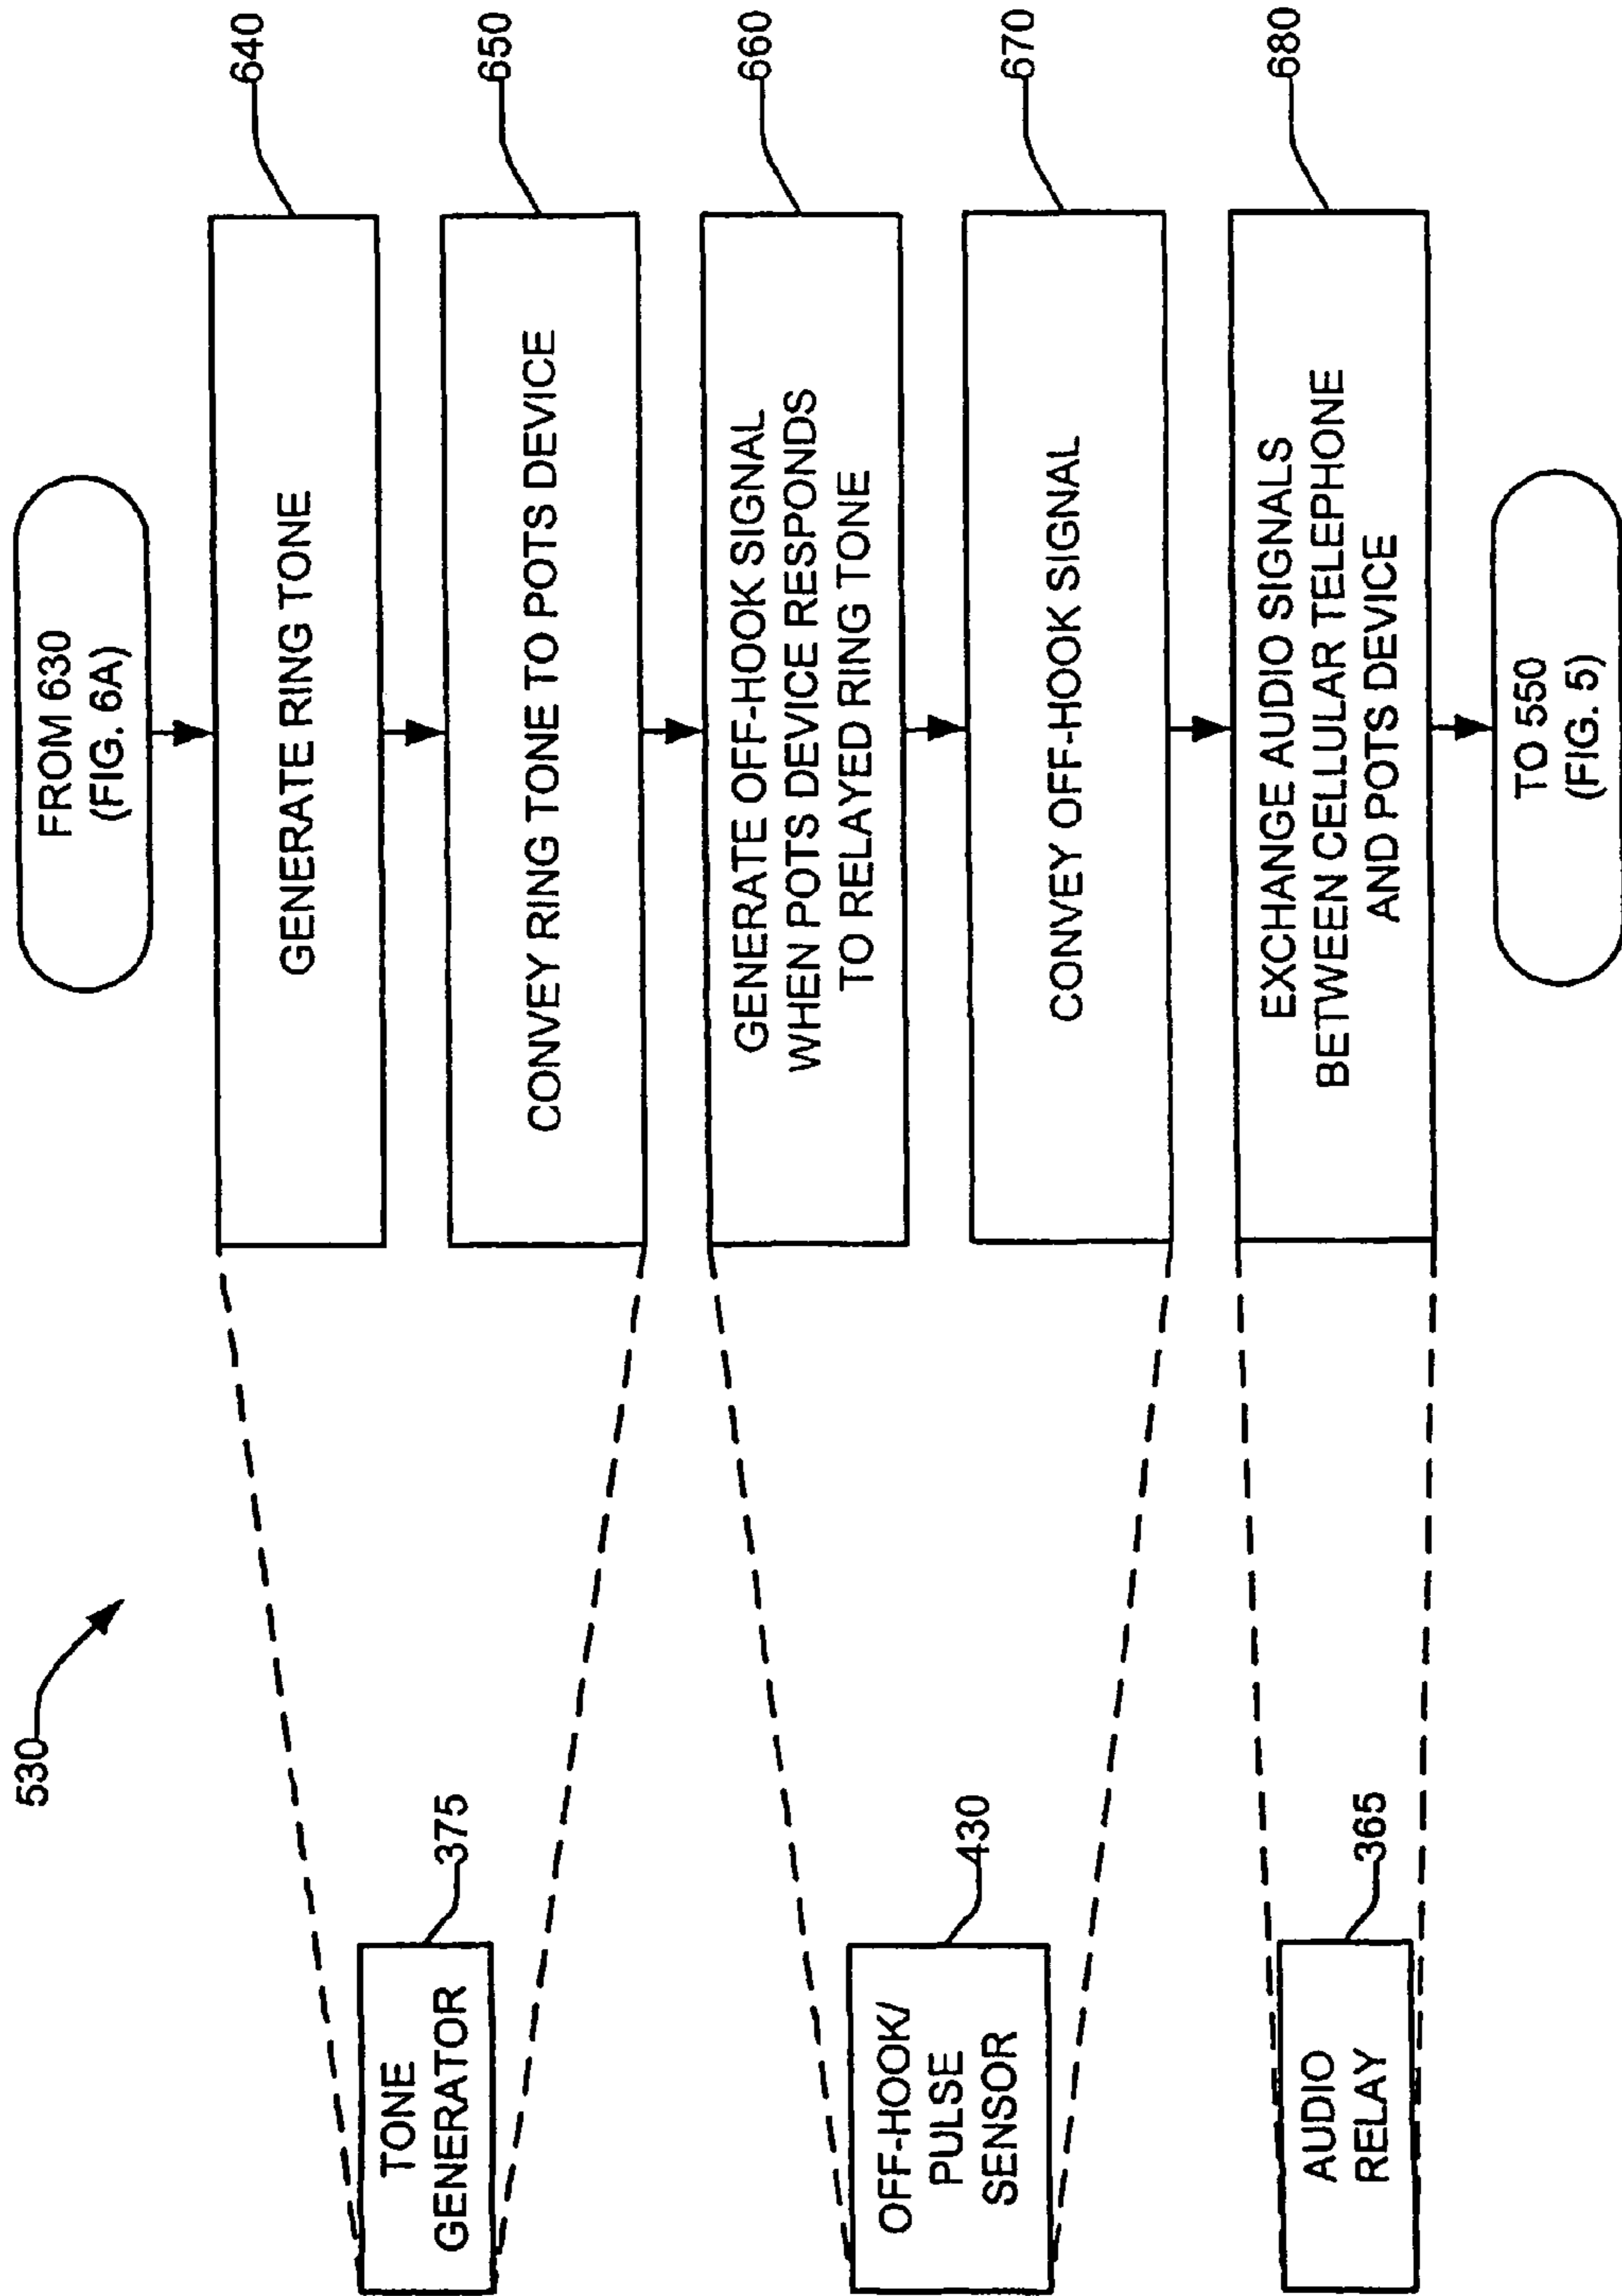 530
FROM 630
(FIG. 6A)
GENERATE RING TONE
640
CONVEY RING TONE TO POTS DEVICE
650
TONE
GENERATOR
375
GENERATE OFF-HOOK SIGNAL
WHEN POTS DEVICE RESPONDS
TO RELAYED RING TONE
660
CONVEY OFF-HOOK SIGNAL
670
OFF-HOOK/
PULSE
SENSOR
430
EXCHANGE AUDIO SIGNALS
BETWEEN CELLULAR TELEPHONE
AND POTS DEVICE
680
AUDIO
RELAY
365
TO 550
(FIG. 5)